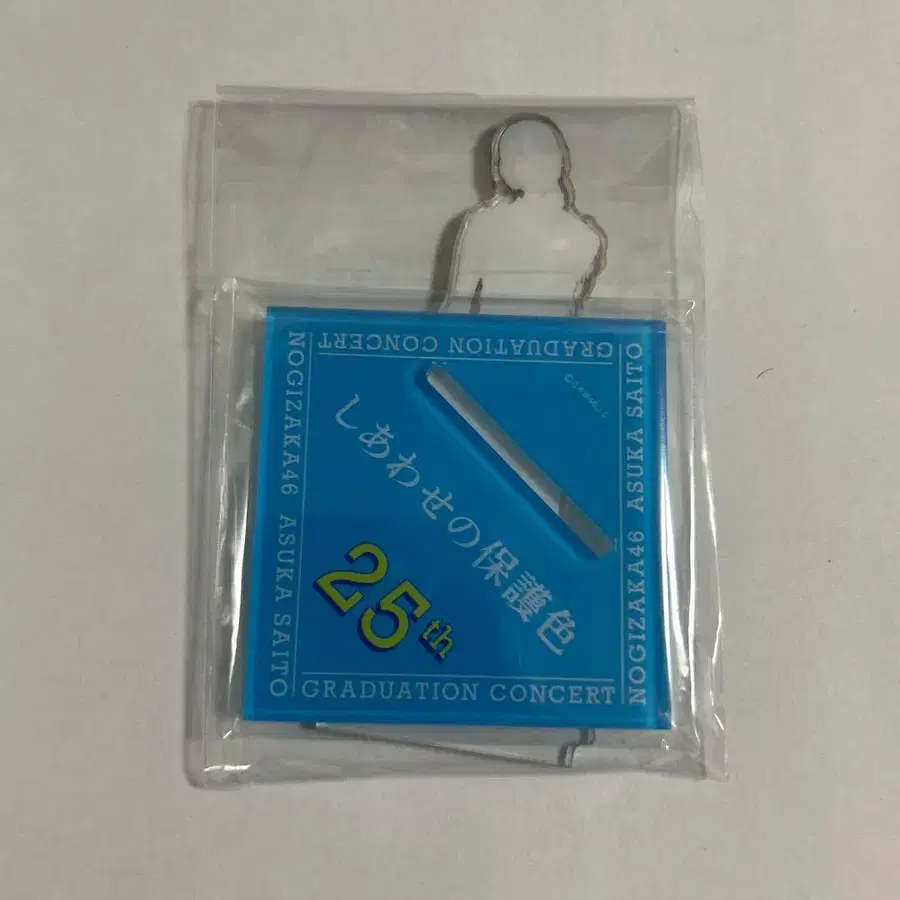 GRADUATION CONCERT
NOGIZAKA46 ASUKA SAITO
NOGIZAKA46 ASUKA SAITO
しあわせの保護色
25th
GRADUATION CONCERT